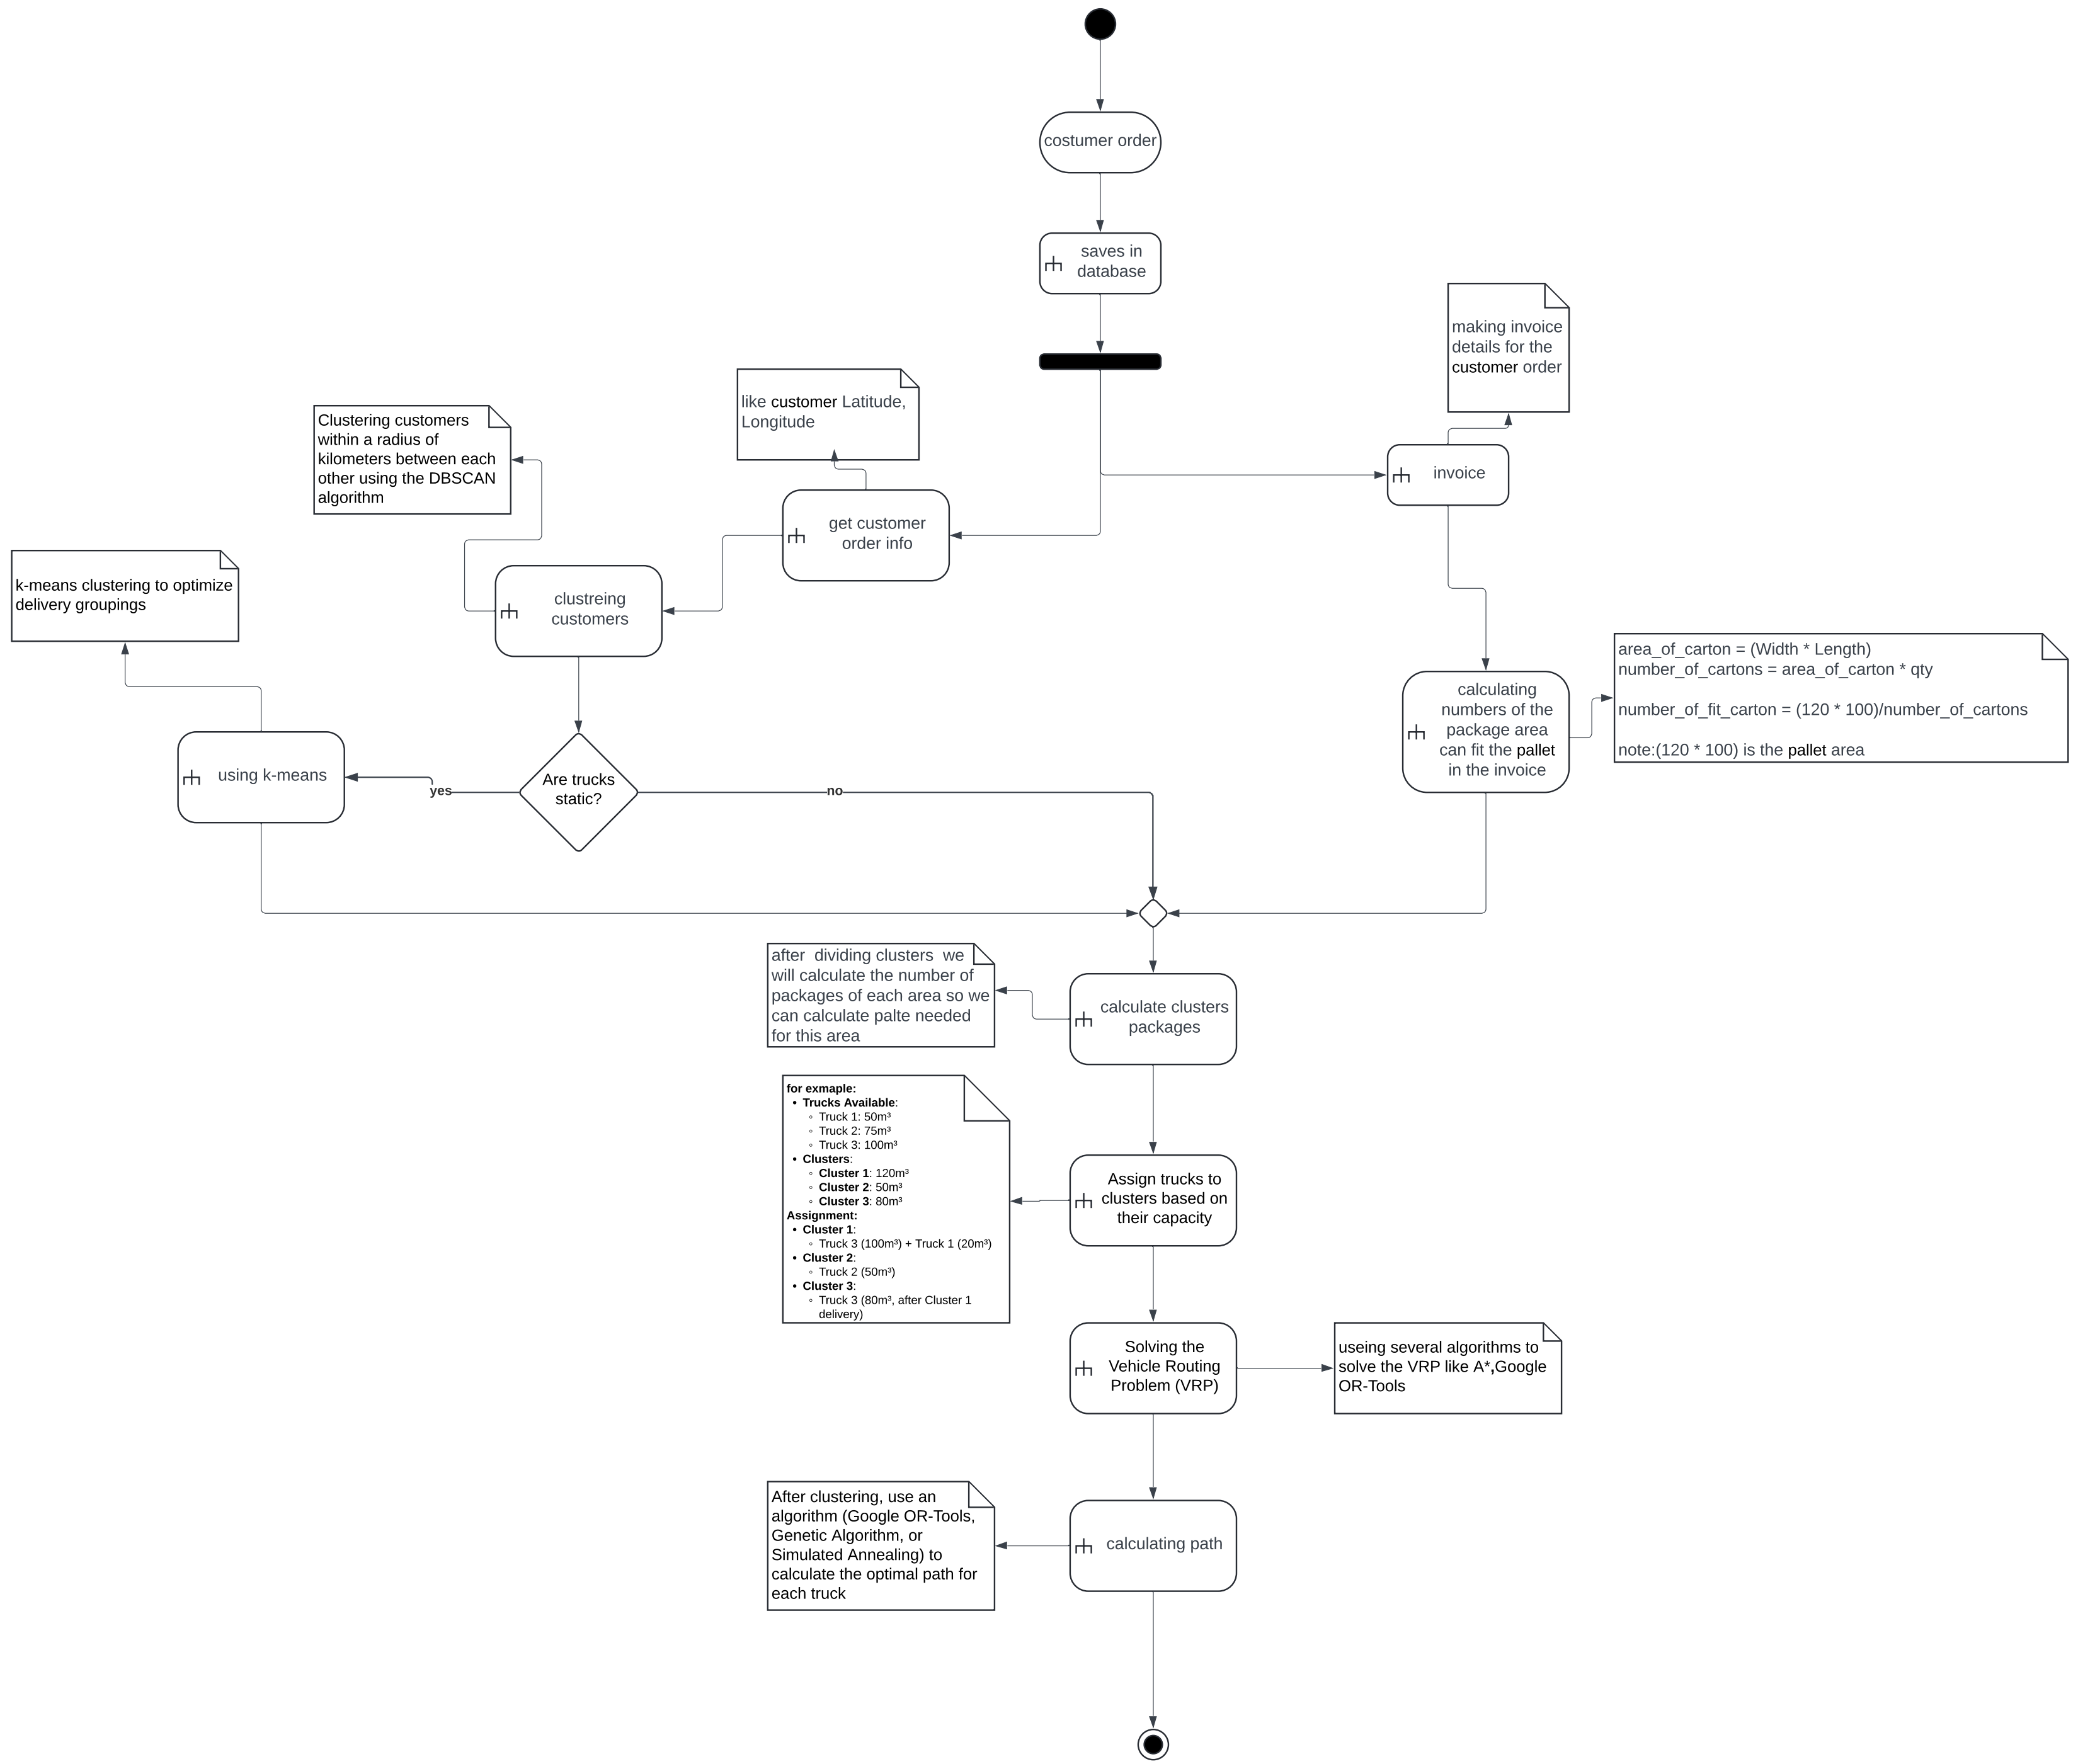 costumer order
saves in
database
making invoice
details for the
customer order
like customer Latitude,
Longitude
Clustering customers
within a radius of
kilometers between each
other using the DBSCAN
algorithm
invoice
get customer
order info
k-means clustering to optimize
delivery groupings
clustreing
customers
area_of_carton = (Width * Length)
number_of_cartons = area_of_carton * qty
number_of_fit_carton = (120 * 100)/number_of_cartons
note:(120 * 100) is the pallet area
calculating
numbers of the
package area
can fit the pallet
in the invoice
using k-means
yes
Are trucks
static?
no
after  dividing clusters  we
will calculate the number of
packages of each area so we
can calculate palte needed
for this area
calculate clusters
packages
for exmaple:
• Trucks Available:
◦ Truck 1: 50m³
◦ Truck 2: 75m³
◦ Truck 3: 100m³
• Clusters:
◦ Cluster 1: 120m³
◦ Cluster 2: 50m³
◦ Cluster 3: 80m³
Assignment:
• Cluster 1:
◦ Truck 3 (100m³) + Truck 1 (20m³)
• Cluster 2:
◦ Truck 2 (50m³)
• Cluster 3:
◦ Truck 3 (80m³, after Cluster 1
delivery)
Assign trucks to
clusters based on
their capacity
Solving the
Vehicle Routing
Problem (VRP)
useing several algorithms to
solve the VRP like A*,Google
OR-Tools
After clustering, use an
algorithm (Google OR-Tools,
Genetic Algorithm, or
Simulated Annealing) to
calculate the optimal path for
each truck
calculating path